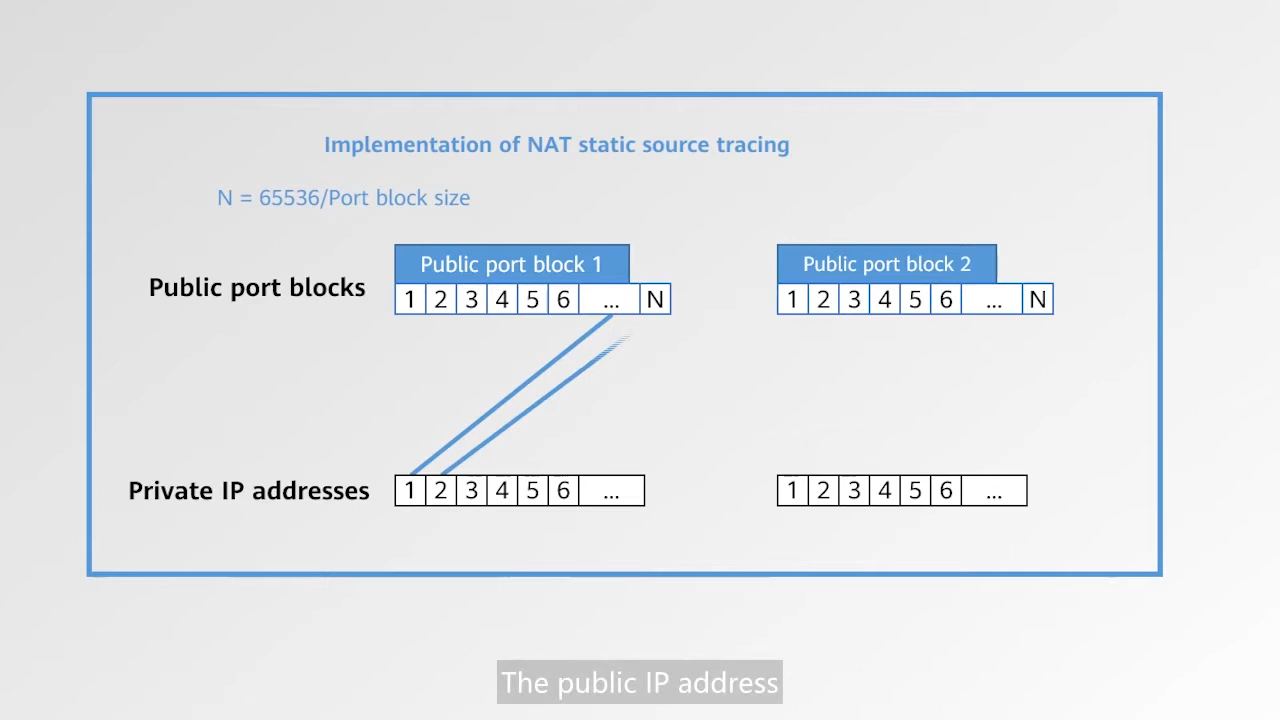 Implementation of NAT static source tracing
N = 65536/Port block size
Public port block 1
Public port block 2
Public port blocks
1 2 3 4 5 6 ... N
1 2 3 4 5 6 ... N
Private IP addresses
1 2 3 4 5 6 ...
1 2 3 4 5 6 ...
The public IP address